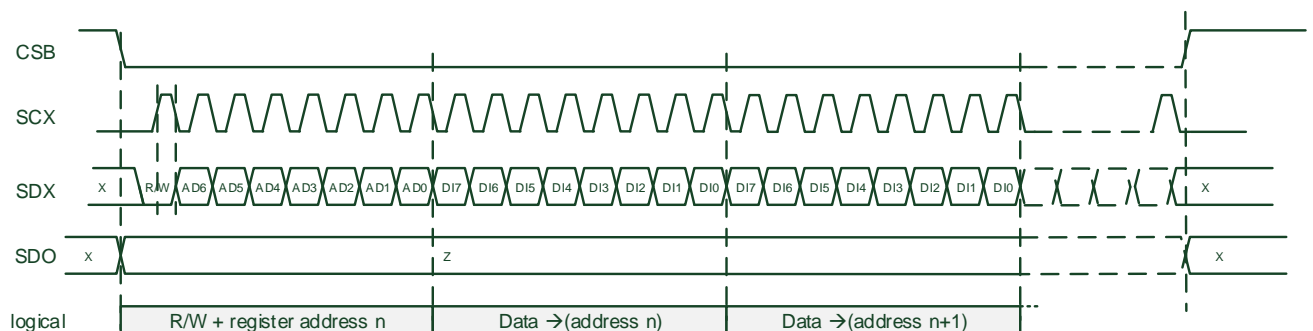 CSB
SCX
SDX X R/W AD6 AD5 AD4 AD3 AD2 AD1 AD0 DI7 DI6 DI5 DI4 DI3 DI2 DI1 DI0 DI7 DI6 DI5 DI4 DI3 DI2 DI1 DI0 X
SDO X Z X
logical R/W + register address n Data →(address n) Data →(address n+1)